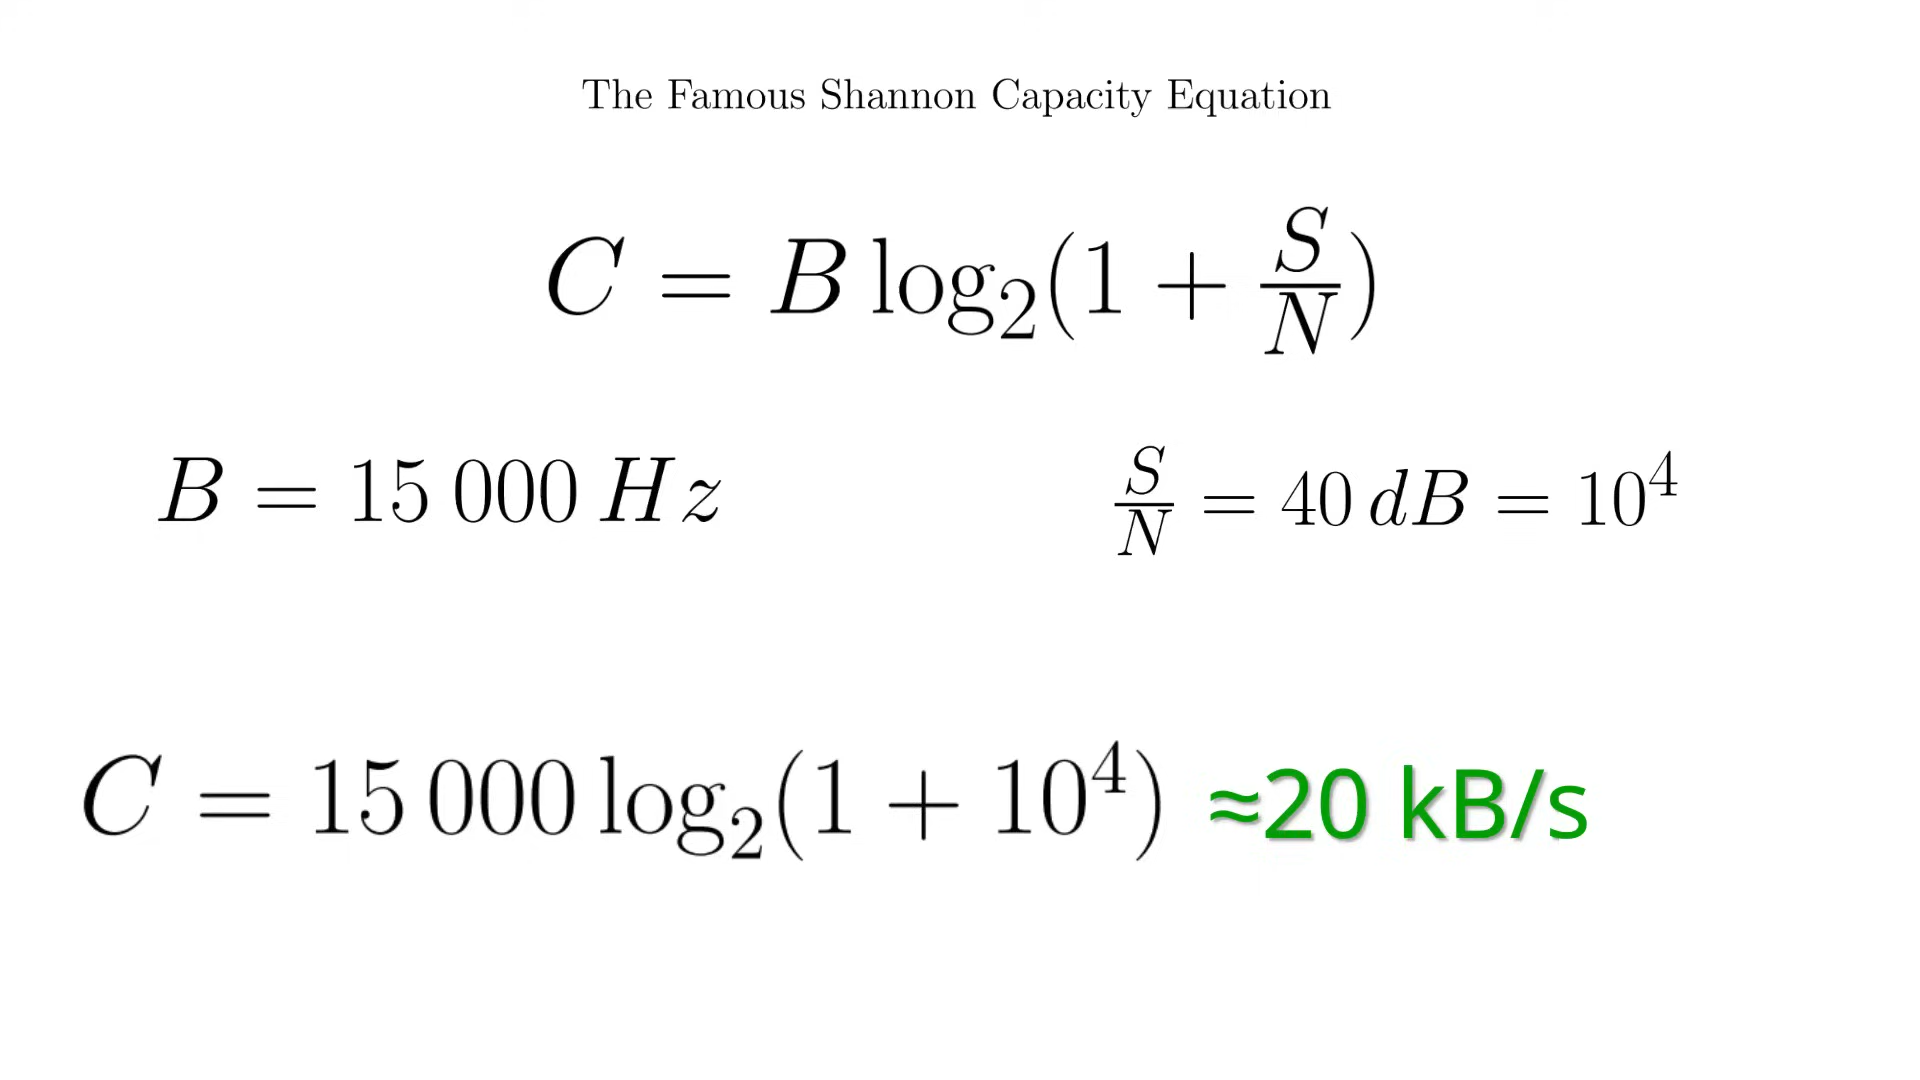 The Famous Shannon Capacity Equation
C = B log₂(1 + S/N)
B = 15 000 Hz
S/N = 40 dB = 10⁴
C = 15 000 log₂(1 + 10⁴) ≈20 kB/s